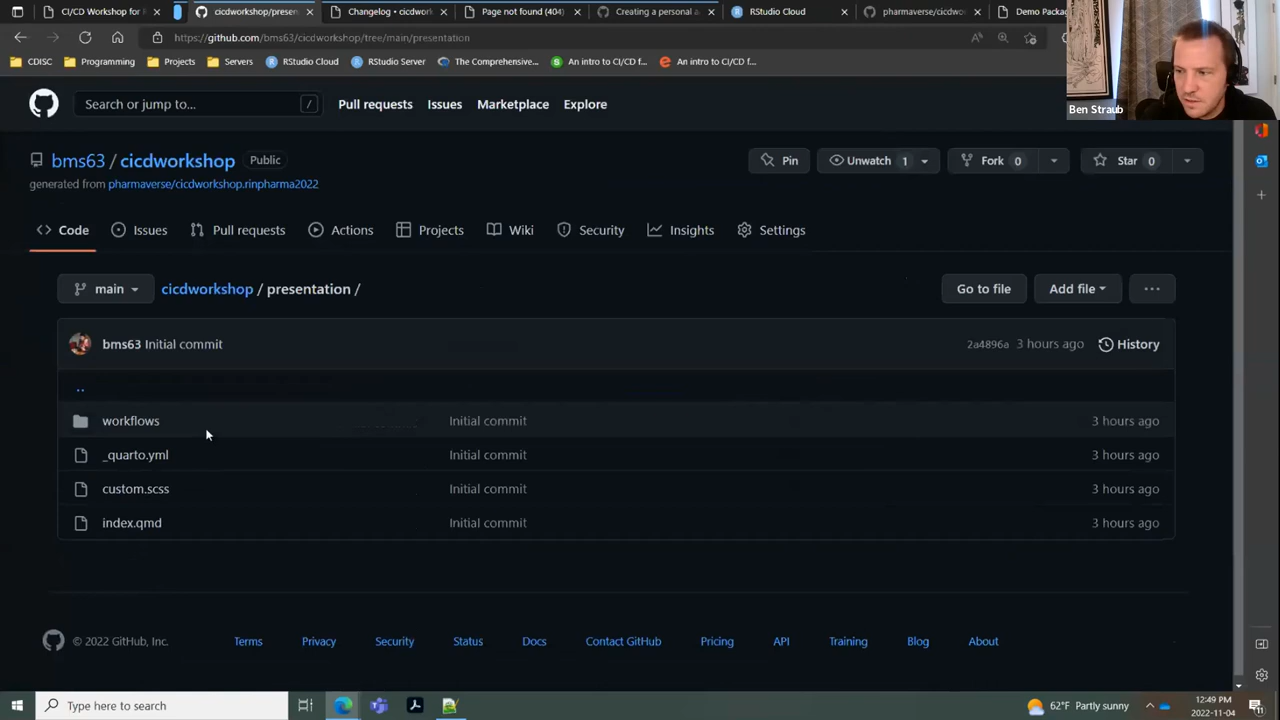 CI/CD Workshop for
cicdworkshop/presen
Changelog • cicdwork
Page not found (404)
Creating a personal a
RStudio Cloud
pharmaverse/cicdwo
Demo Packag
https://github.com/bms63/cicdworkshop/tree/main/presentation
CDISC
Programming
Projects
Servers
RStudio Cloud
RStudio Server
The Comprehensive...
An intro to CI/CD f...
An intro to CI/CD f...
Ben Straub
Search or jump to...
/
Pull requests
Issues
Marketplace
Explore
bms63 / cicdworkshop
Public
Pin
Unwatch 1
Fork 0
Star 0
generated from pharmaverse/cicdworkshop.rinpharma2022
Code
Issues
Pull requests
Actions
Projects
Wiki
Security
Insights
Settings
main
cicdworkshop / presentation /
Go to file
Add file
...
bms63 Initial commit
2a4896a 3 hours ago
History
..
workflows
Initial commit
3 hours ago
_quarto.yml
Initial commit
3 hours ago
custom.scss
Initial commit
3 hours ago
index.qmd
Initial commit
3 hours ago
© 2022 GitHub, Inc.
Terms
Privacy
Security
Status
Docs
Contact GitHub
Pricing
API
Training
Blog
About
Type here to search
62°F Partly sunny
12:49 PM
2022-11-04
11